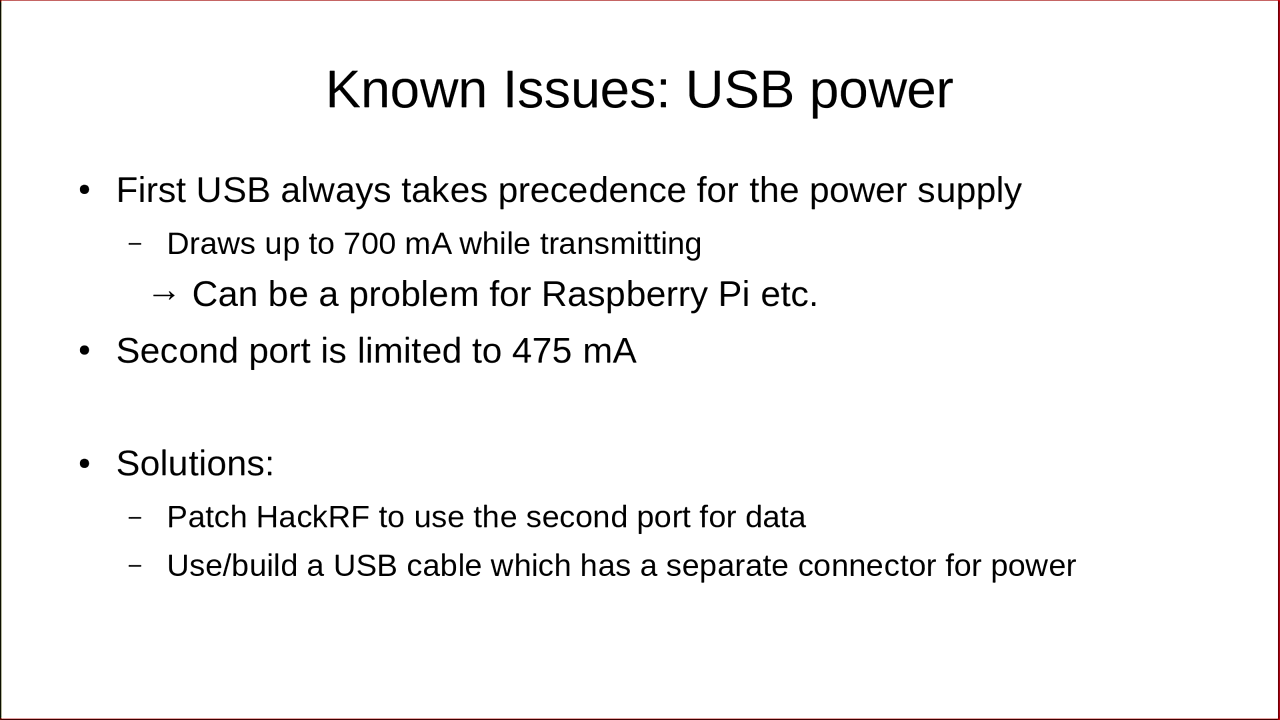 Known Issues: USB power
• First USB always takes precedence for the power supply
– Draws up to 700 mA while transmitting
→ Can be a problem for Raspberry Pi etc.
• Second port is limited to 475 mA
• Solutions:
– Patch HackRF to use the second port for data
– Use/build a USB cable which has a separate connector for power